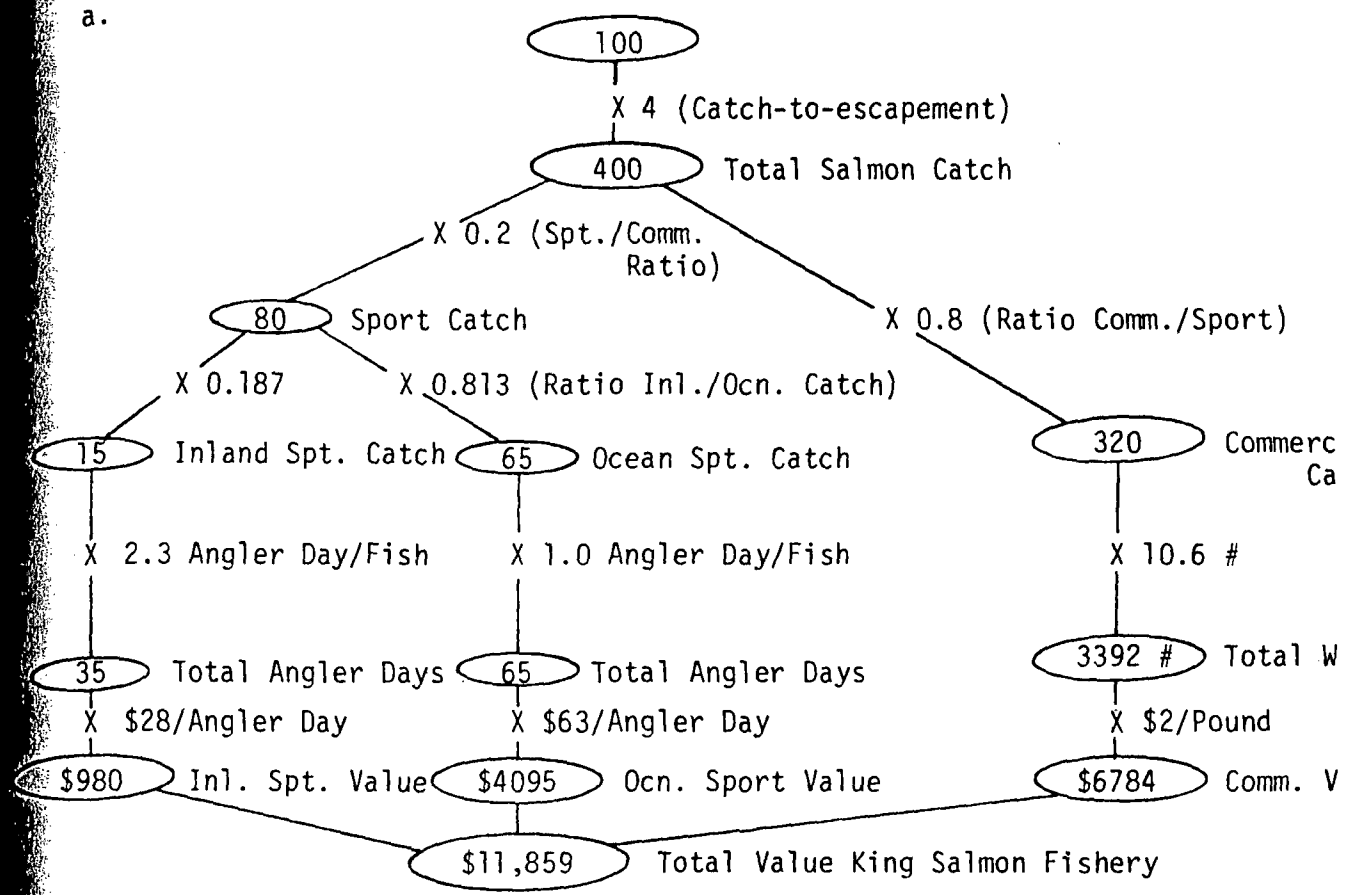 a.
100
X 4 (Catch-to-escapement)
400 Total Salmon Catch
X 0.2 (Spt./Comm.
Ratio)
80 Sport Catch
X 0.8 (Ratio Comm./Sport)
X 0.187 X 0.813 (Ratio Inl./Ocn. Catch)
15 Inland Spt. Catch 65 Ocean Spt. Catch 320 Commerc
Ca
X 2.3 Angler Day/Fish X 1.0 Angler Day/Fish X 10.6 #
35 Total Angler Days 65 Total Angler Days 3392 # Total W
X $28/Angler Day X $63/Angler Day X $2/Pound
$980 Inl. Spt. Value $4095 Ocn. Sport Value $6784 Comm. V
$11,859 Total Value King Salmon Fishery